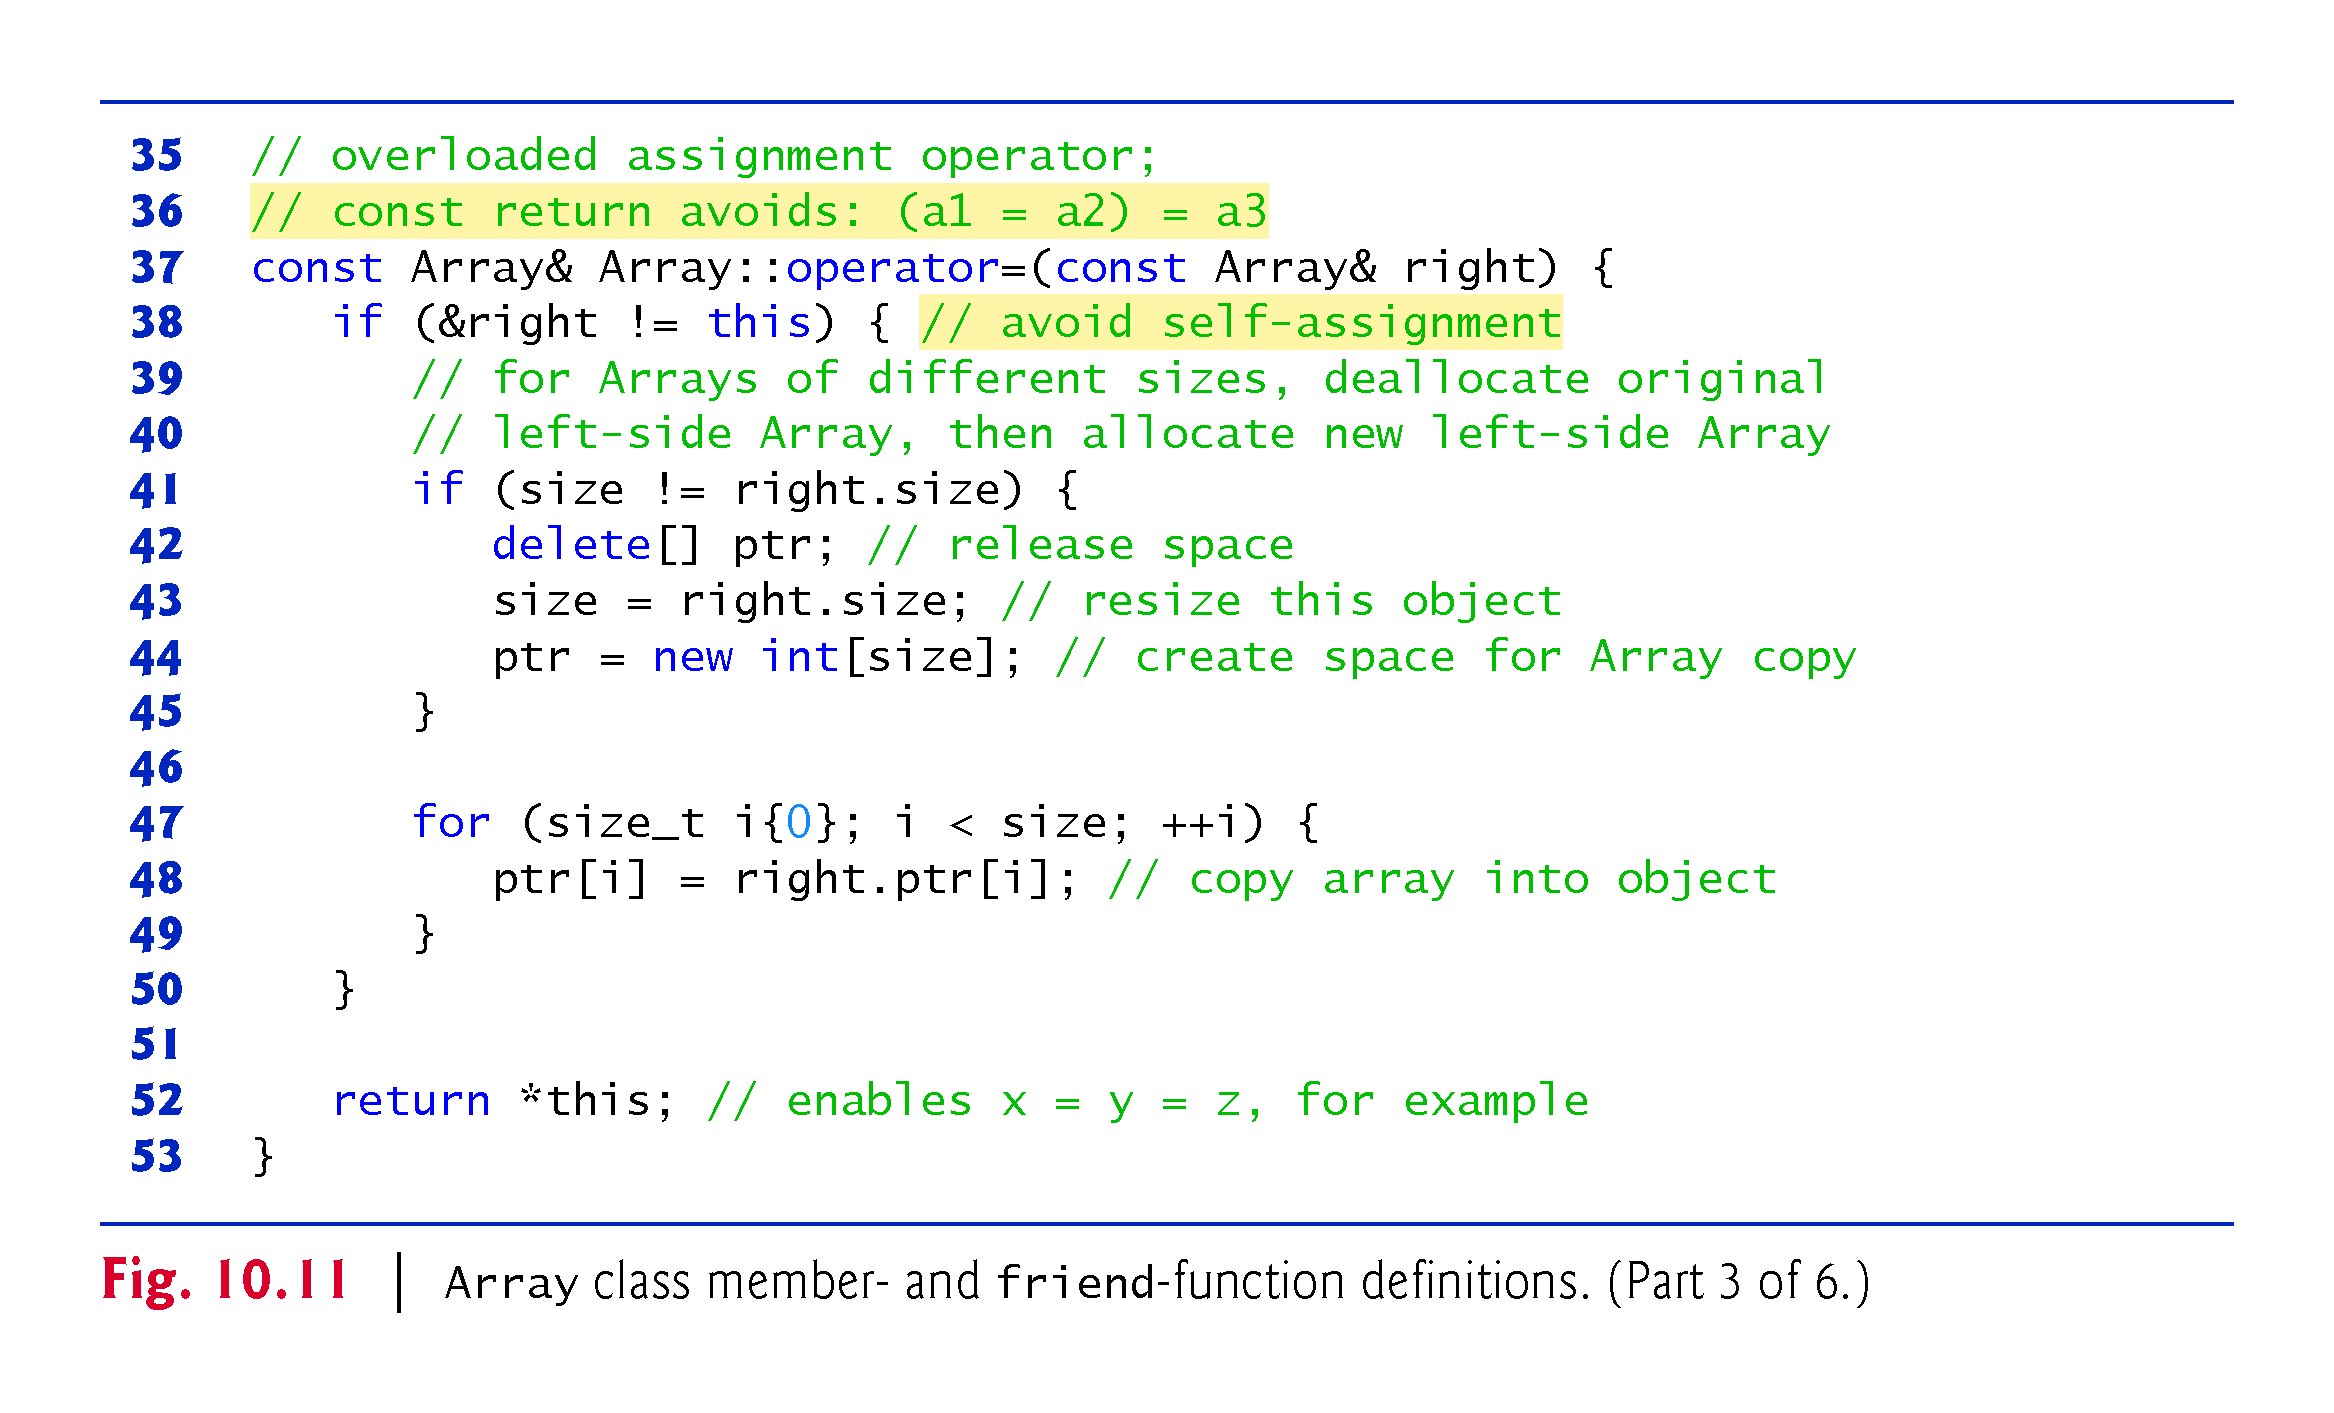 35 // overloaded assignment operator;
36 // const return avoids: (a1 = a2) = a3
37 const Array& Array::operator=(const Array& right) {
38    if (&right != this) { // avoid self-assignment
39       // for Arrays of different sizes, deallocate original
40       // left-side Array, then allocate new left-side Array
41       if (size != right.size) {
42          delete[] ptr; // release space
43          size = right.size; // resize this object
44          ptr = new int[size]; // create space for Array copy
45       }
46
47       for (size_t i{0}; i < size; ++i) {
48          ptr[i] = right.ptr[i]; // copy array into object
49       }
50    }
51
52    return *this; // enables x = y = z, for example
53 }
Fig. 10.11 | Array class member- and friend-function definitions. (Part 3 of 6.)